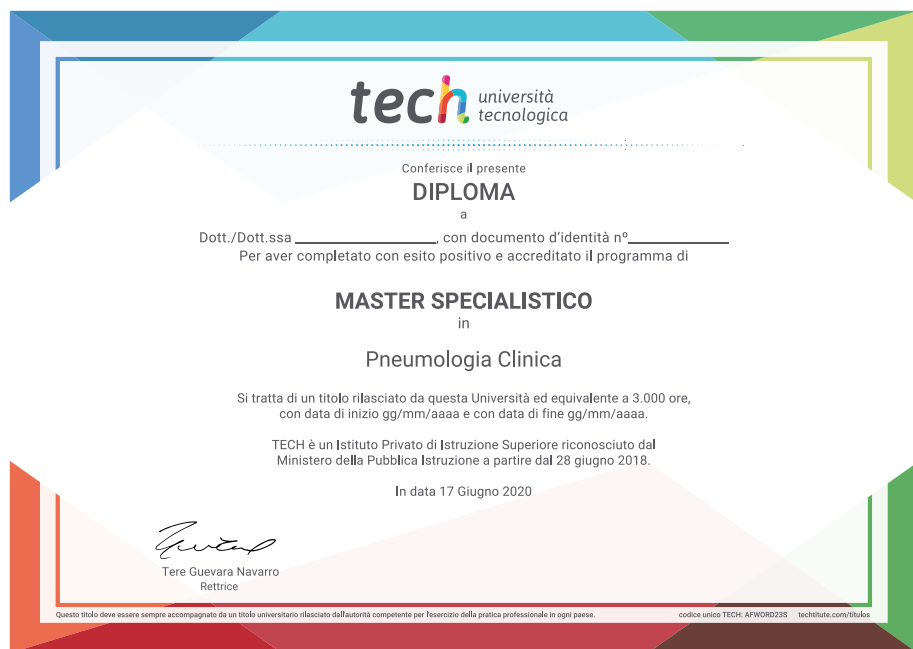 tech università
tecnologica
Conferisce il presente
DIPLOMA
a
Dott./Dott.ssa ________________, con documento d'identità nº____________
Per aver completato con esito positivo e accreditato il programma di
MASTER SPECIALISTICO
in
Pneumologia Clinica
Si tratta di un titolo rilasciato da questa Università ed equivalente a 3.000 ore,
con data di inizio gg/mm/aaaa e con data di fine gg/mm/aaaa.
TECH è un Istituto Privato di Istruzione Superiore riconosciuto dal
Ministero della Pubblica Istruzione a partire dal 28 giugno 2018.
In data 17 Giugno 2020
Tere Guevara Navarro
Rettrice
Questo titolo deve essere sempre accompagnato da un titolo universitario rilasciato dall'autorità competente per l'esercizio della pratica professionale in ogni paese. codice unico TECH: AFWORD23S techtitute.com/títulos